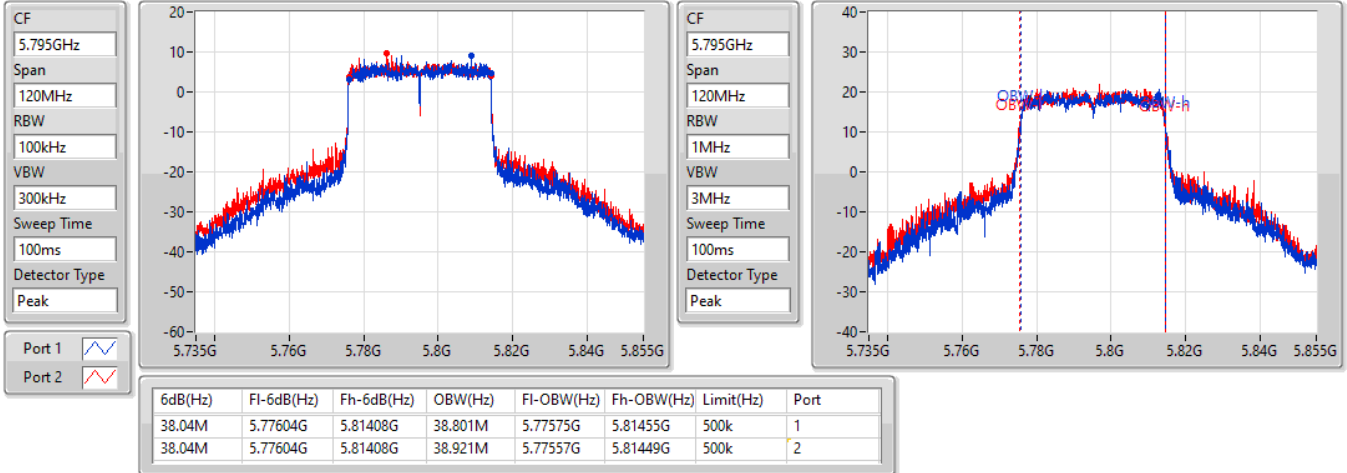 CF
5.795GHz
Span
120MHz
RBW
100kHz
VBW
300kHz
Sweep Time
100ms
Detector Type
Peak
Port 1
Port 2
20
10
0
-10
-20
-30
-40
-50
-60
5.735G 5.76G 5.78G 5.8G 5.82G 5.84G 5.855G
CF
5.795GHz
Span
120MHz
RBW
1MHz
VBW
3MHz
Sweep Time
100ms
Detector Type
Peak
40
30
20
10
0
-10
-20
-30
-40
OBW-h
5.735G 5.76G 5.78G 5.8G 5.82G 5.84G 5.855G
6dB(Hz) Fl-6dB(Hz) Fh-6dB(Hz) OBW(Hz) Fl-OBW(Hz) Fh-OBW(Hz) Limit(Hz) Port
38.04M 5.77604G 5.81408G 38.801M 5.77575G 5.81455G 500k 1
38.04M 5.77604G 5.81408G 38.921M 5.77557G 5.81449G 500k 2